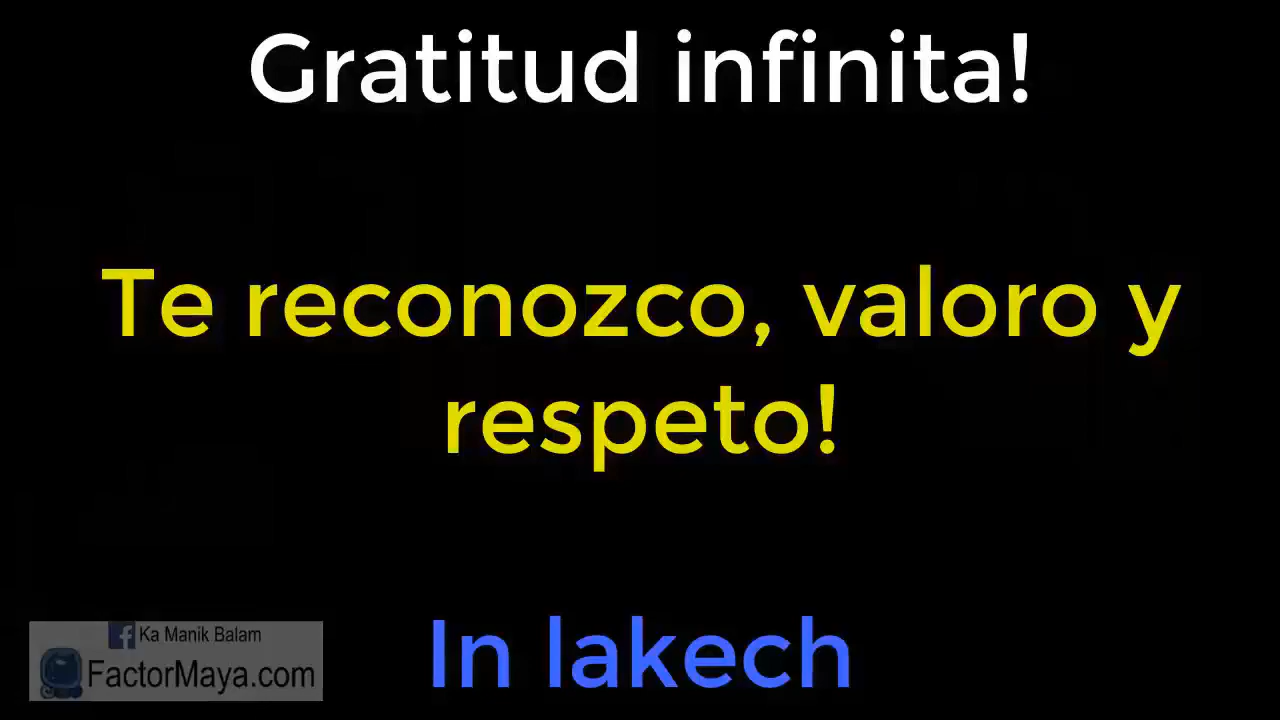 Gratitud infinita!
Te reconozco, valoro y
respeto!
In lakech
Ka Manik Balam
FactorMaya.com